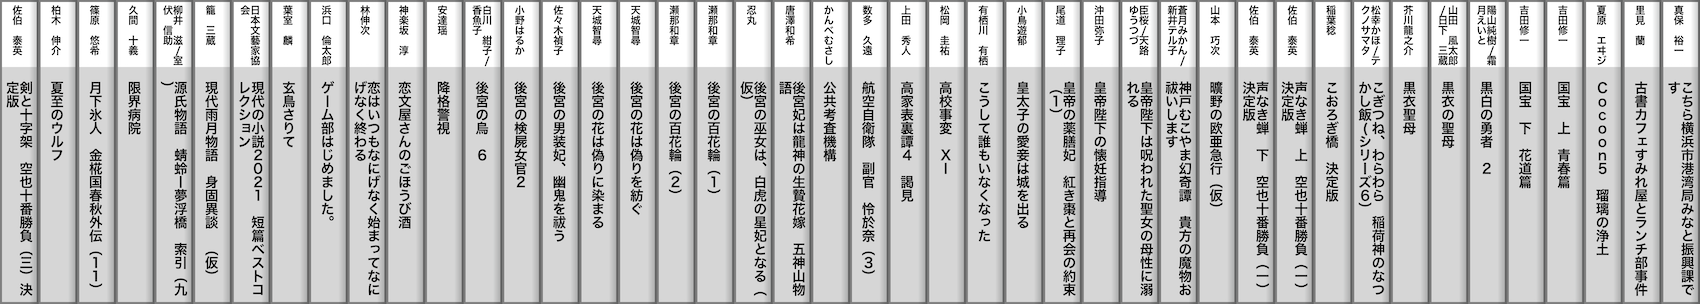 真保　裕一
こちら横浜市港湾局みなと振興課で
す
里見　蘭
古書カフェすみれ屋とランチ部事件
夏原　エヰジ
Ｃｏｃｏｏｎ５　瑠璃の浄土
吉田修一
国宝　上　青春篇
吉田修一
国宝　下　花道篇
陽山純樹/霜
月えいと
黒白の勇者　２
山田　風太郎
/日下　三蔵
黒衣の聖母
芥川龍之介
黒衣聖母
松幸かほ/テ
クノサマタ
こぎつね、わらわら　稲荷神のなつ
かし飯(シリーズ６)
稲葉稔
こおろぎ橋　決定版
佐伯　泰英
声なき蝉　上　空也十番勝負（一）
決定版
佐伯　泰英
声なき蝉　下　空也十番勝負（一）
決定版
山本　巧次
曠野の欧亜急行（仮）
蒼月みかん/
新井テル子
神戸むこやま幻奇譚　貴方の魔物お
祓いします
臣桜/天路
ゆうつづ
皇帝陛下は呪われた聖女の母性に溺
れる
沖田弥子
皇帝陛下の懐妊指導
尾道　理子
皇帝の薬膳妃　紅き棗と再会の約束
（１）
小鳥遊郁
皇太子の愛妾は城を出る
有栖川　有栖
こうして誰もいなくなった
松岡　圭祐
高校事変　ＸＩ
上田　秀人
高家表裏譚４　謁見
数多　久遠
航空自衛隊　副官　怜於奈（３）
かんべむさし
公共考査機構
唐澤和希
後宮妃は龍神の生贄花嫁　五神山物
語
忍丸
後宮の巫女は、白虎の星妃となる（
仮）
瀬那和章
後宮の百花輪（１）
瀬那和章
後宮の百花輪（２）
天城智尋
後宮の花は偽りを紡ぐ
天城智尋
後宮の花は偽りに染まる
佐々木禎子
後宮の男装妃、幽鬼を祓う
小野はるか
後宮の検屍女官２
白川　紺子/
香魚子
後宮の烏　６
安達瑶
降格警視
神楽坂　淳
恋文屋さんのごほうび酒
林伸次
恋はいつもなにげなく始まってなに
げなく終わる
浜口　倫太郎
ゲーム部はじめました。
葉室　麟
玄鳥さりて
日本文藝家協
会
現代の小説２０２１　短篇ベストコ
レクション
籠　三蔵
現代雨月物語　身固異談　（仮）
柳井　滋/室
伏　信助
源氏物語　蜻蛉ー夢浮橋　索引（九
）
久間　十義
限界病院
篠原　悠希
月下氷人　金椛国春秋外伝（１１）
柏木　伸介
夏至のウルフ
佐伯　泰英
剣と十字架　空也十番勝負（三）決
定版